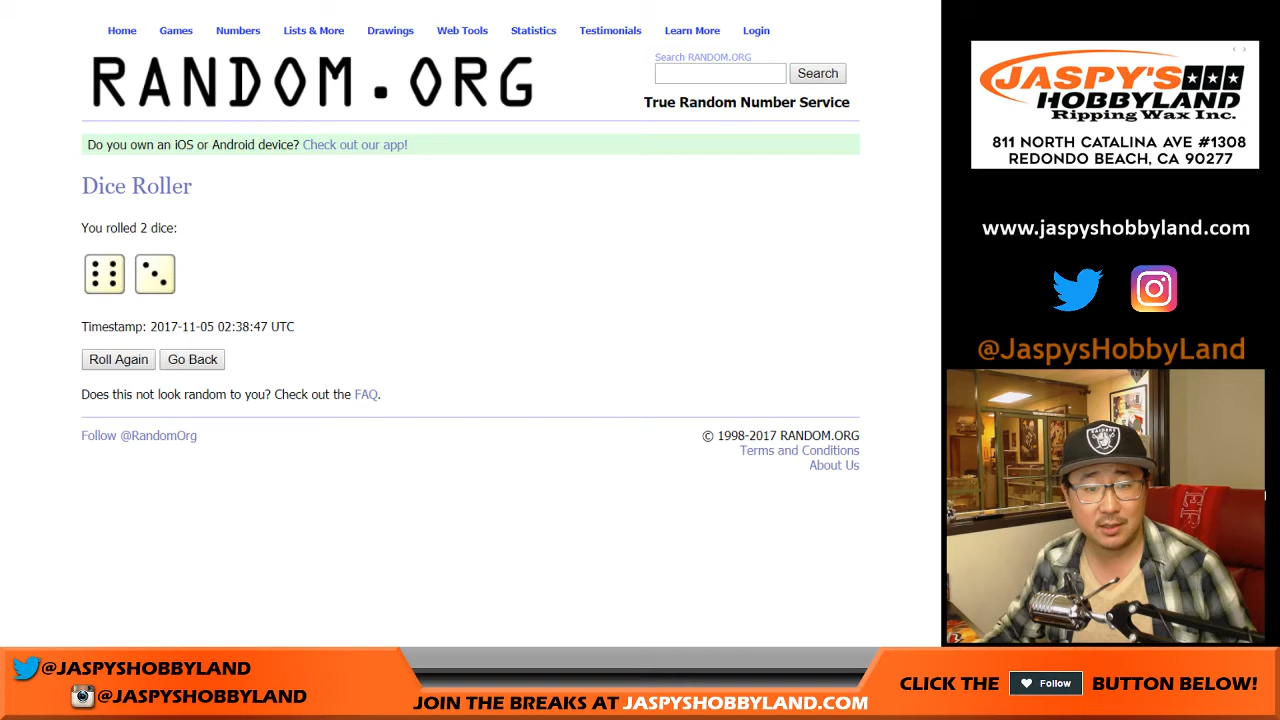 Home Games Numbers Lists & More Drawings Web Tools Statistics Testimonials Learn More Login
RANDOM.ORG
Search RANDOM.ORG
Search
True Random Number Service
Do you own an iOS or Android device? Check out our app!
Dice Roller
You rolled 2 dice:
Timestamp: 2017-11-05 02:38:47 UTC
Roll Again Go Back
Does this not look random to you? Check out the FAQ.
Follow @RandomOrg
© 1998-2017 RANDOM.ORG
Terms and Conditions
About Us
JASPY'S
HOBBYLAND
Ripping Wax Inc.
811 NORTH CATALINA AVE #1308
REDONDO BEACH, CA 90277
www.jaspyshobbyland.com
@JaspysHobbyLand
RAIDERS
@JASPYSHOBBYLAND
@JASPYSHOBBYLAND
JOIN THE BREAKS AT JASPYSHOBBYLAND.COM
CLICK THE Follow BUTTON BELOW!